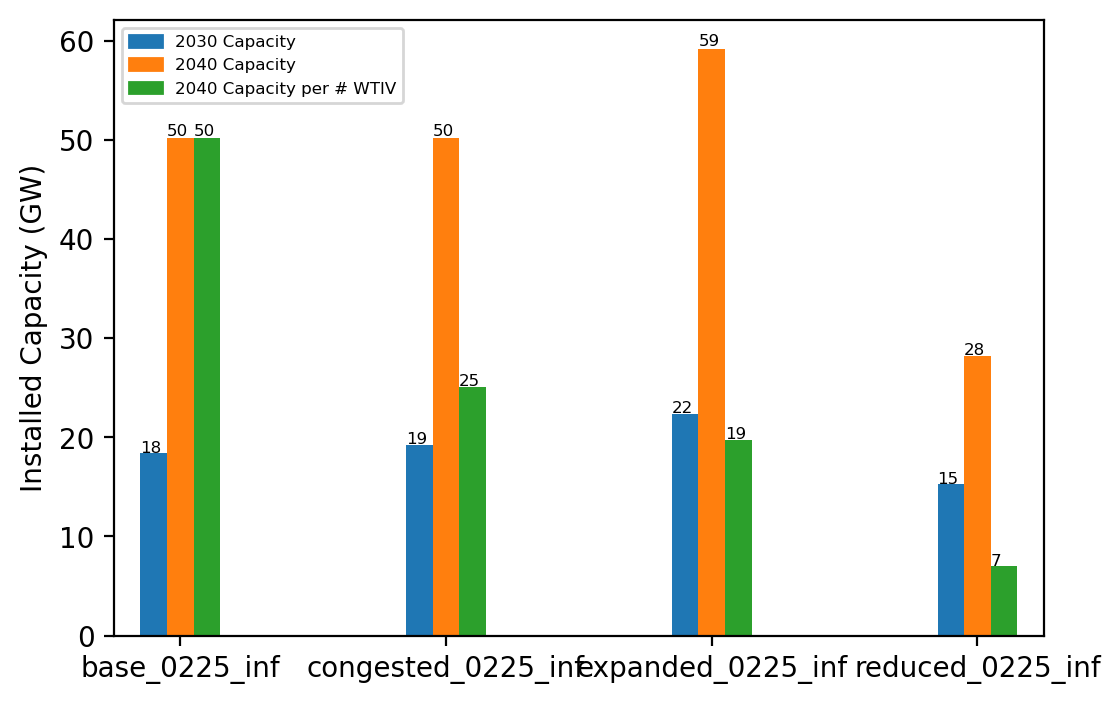 2030 Capacity
2040 Capacity
2040 Capacity per # WTIV
Installed Capacity (GW)
60
50
40
30
20
10
0
18
50
50
19
50
25
22
59
19
15
28
7
base_0225_inf
congested_0225_inf
expanded_0225_inf
reduced_0225_inf